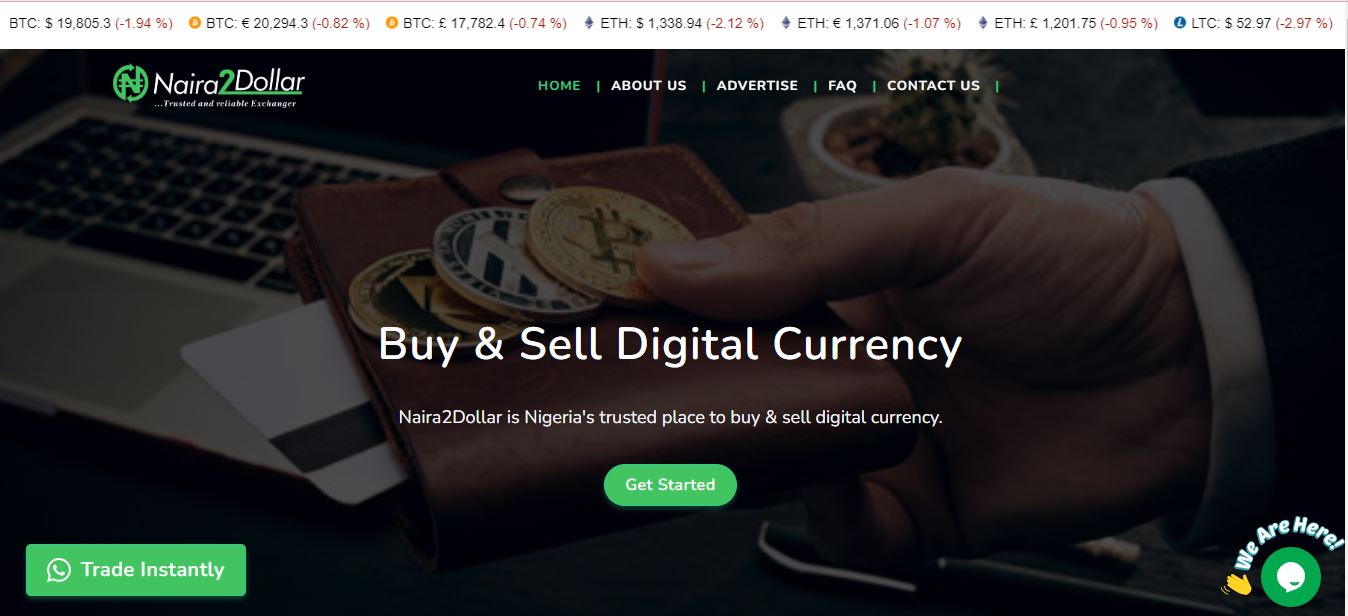 BTC: $ 19,805.3 (-1.94 %) BTC: € 20,294.3 (-0.82 %) BTC: £ 17,782.4 (-0.74 %) ETH: $ 1,338.94 (-2.12 %) ETH: € 1,371.06 (-1.07 %) ETH: £ 1,201.75 (-0.95 %) LTC: $ 52.97 (-2.97 %)
Naira2Dollar
...Trusted and reliable Exchanger
HOME | ABOUT US | ADVERTISE | FAQ | CONTACT US |
Buy & Sell Digital Currency
Naira2Dollar is Nigeria's trusted place to buy & sell digital currency.
Get Started
Trade Instantly
We Are Here!